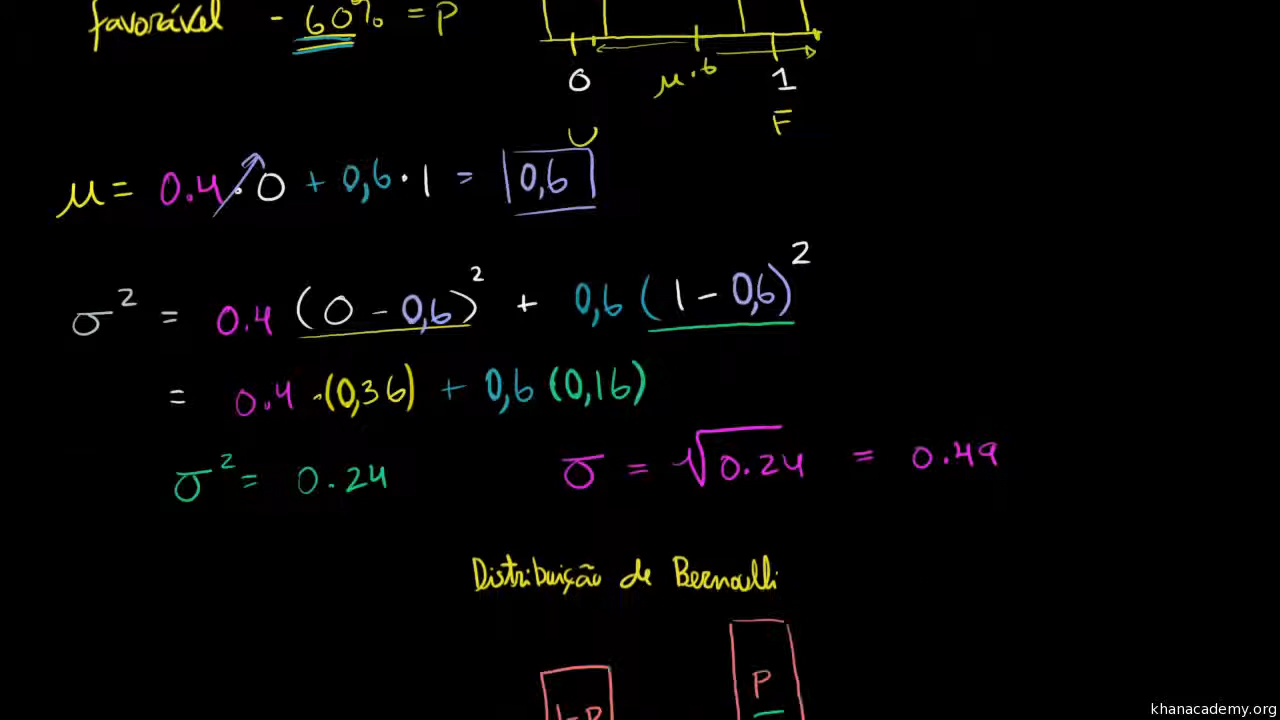 favorável - 60% = p
0 μ.6 1
U F
μ = 0.4 · 0 + 0,6 · 1 = 0,6
σ² = 0.4 (0 - 0,6)² + 0,6 (1 - 0,6)²
= 0.4 · (0,36) + 0,6 (0,16)
σ² = 0.24 σ = √0.24 = 0.49
Distribuição de Bernoulli
P
1-P
khanacademy.org